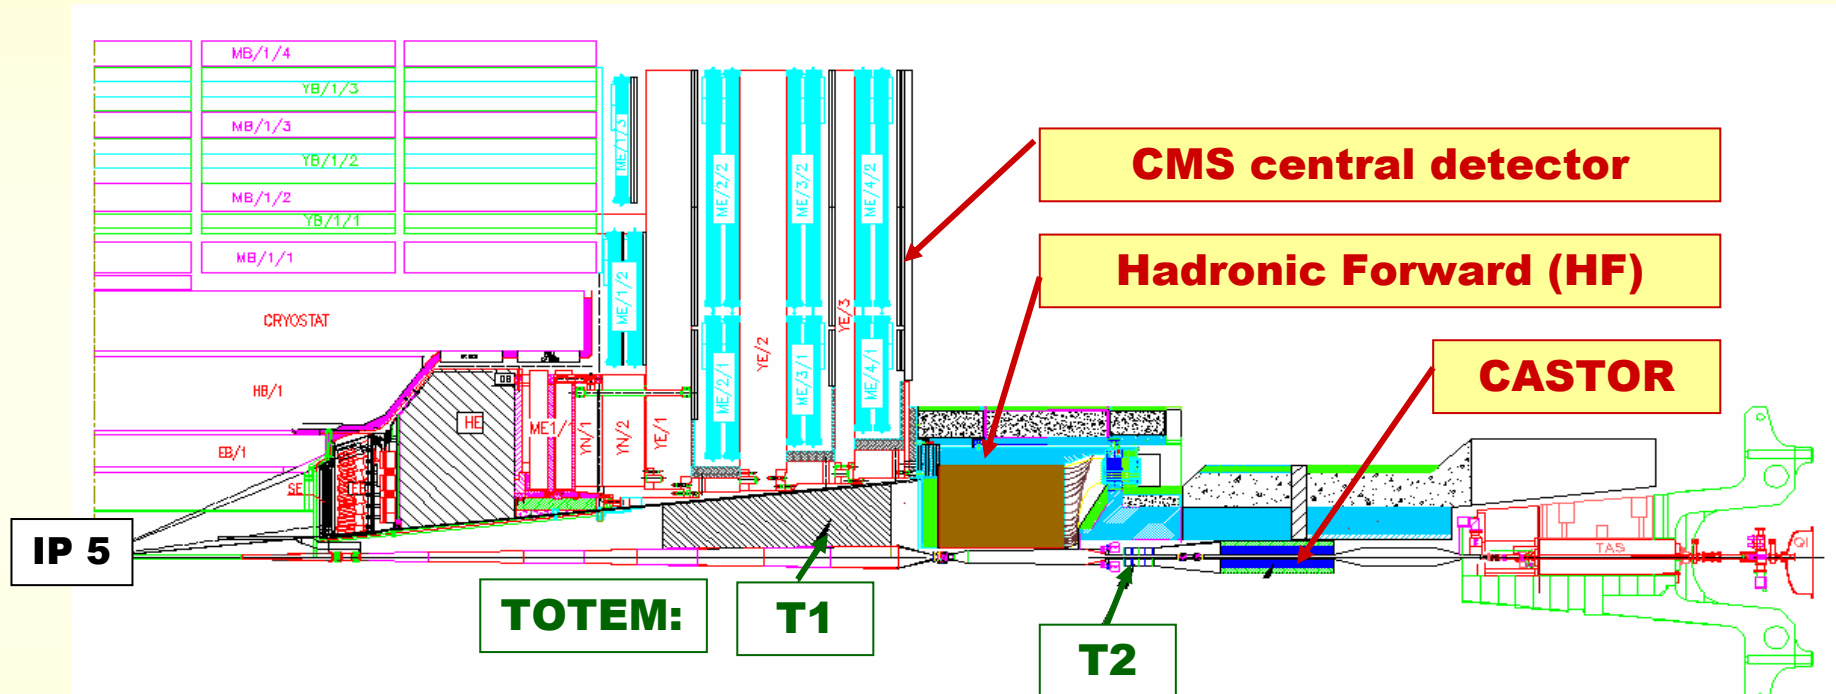 MB/1/4
YB/1/3
MB/1/3
YB/1/2
MB/1/2
YB/1/1
MB/1/1
CRYOSTAT
HB/1
EB/1
SE
HE
ME1/1
YN/1
YN/2
YE/1
ME/1/3
ME/1/2
ME/2/2
ME/2/1
YE/2
ME/3/2
ME/3/1
YE/3
ME/4/2
ME/4/1
CMS central detector
Hadronic Forward (HF)
CASTOR
IP 5
TOTEM:
T1
T2
TAS